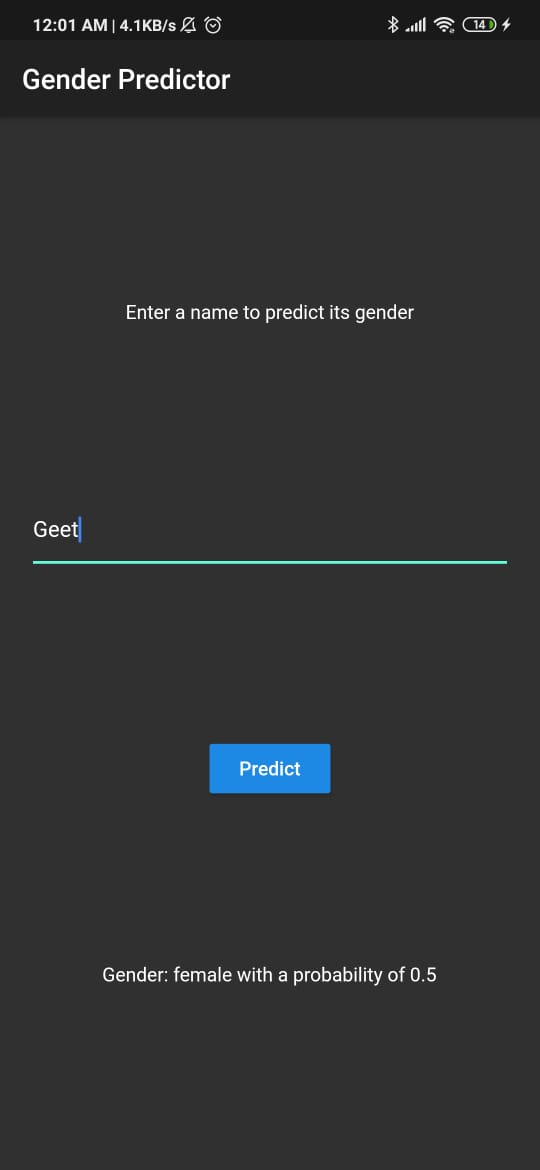 12:01 AM | 4.1KB/s 14
Gender Predictor
Enter a name to predict its gender
Geet
Predict
Gender: female with a probability of 0.5